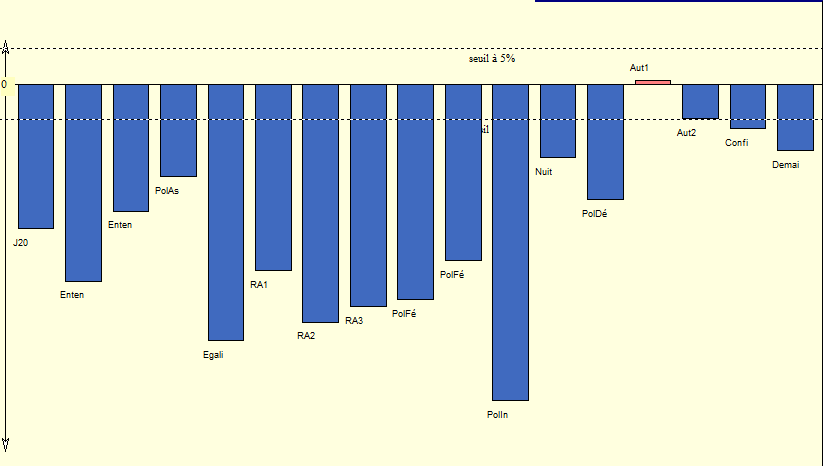 seuil à 5%
Aut1
0
Aut2
Confi
Demai
Nuit
PolAs
PolDé
Enten
J20
PolFé
RA1
Enten
PolFé
RA3
RA2
Egali
PolIn